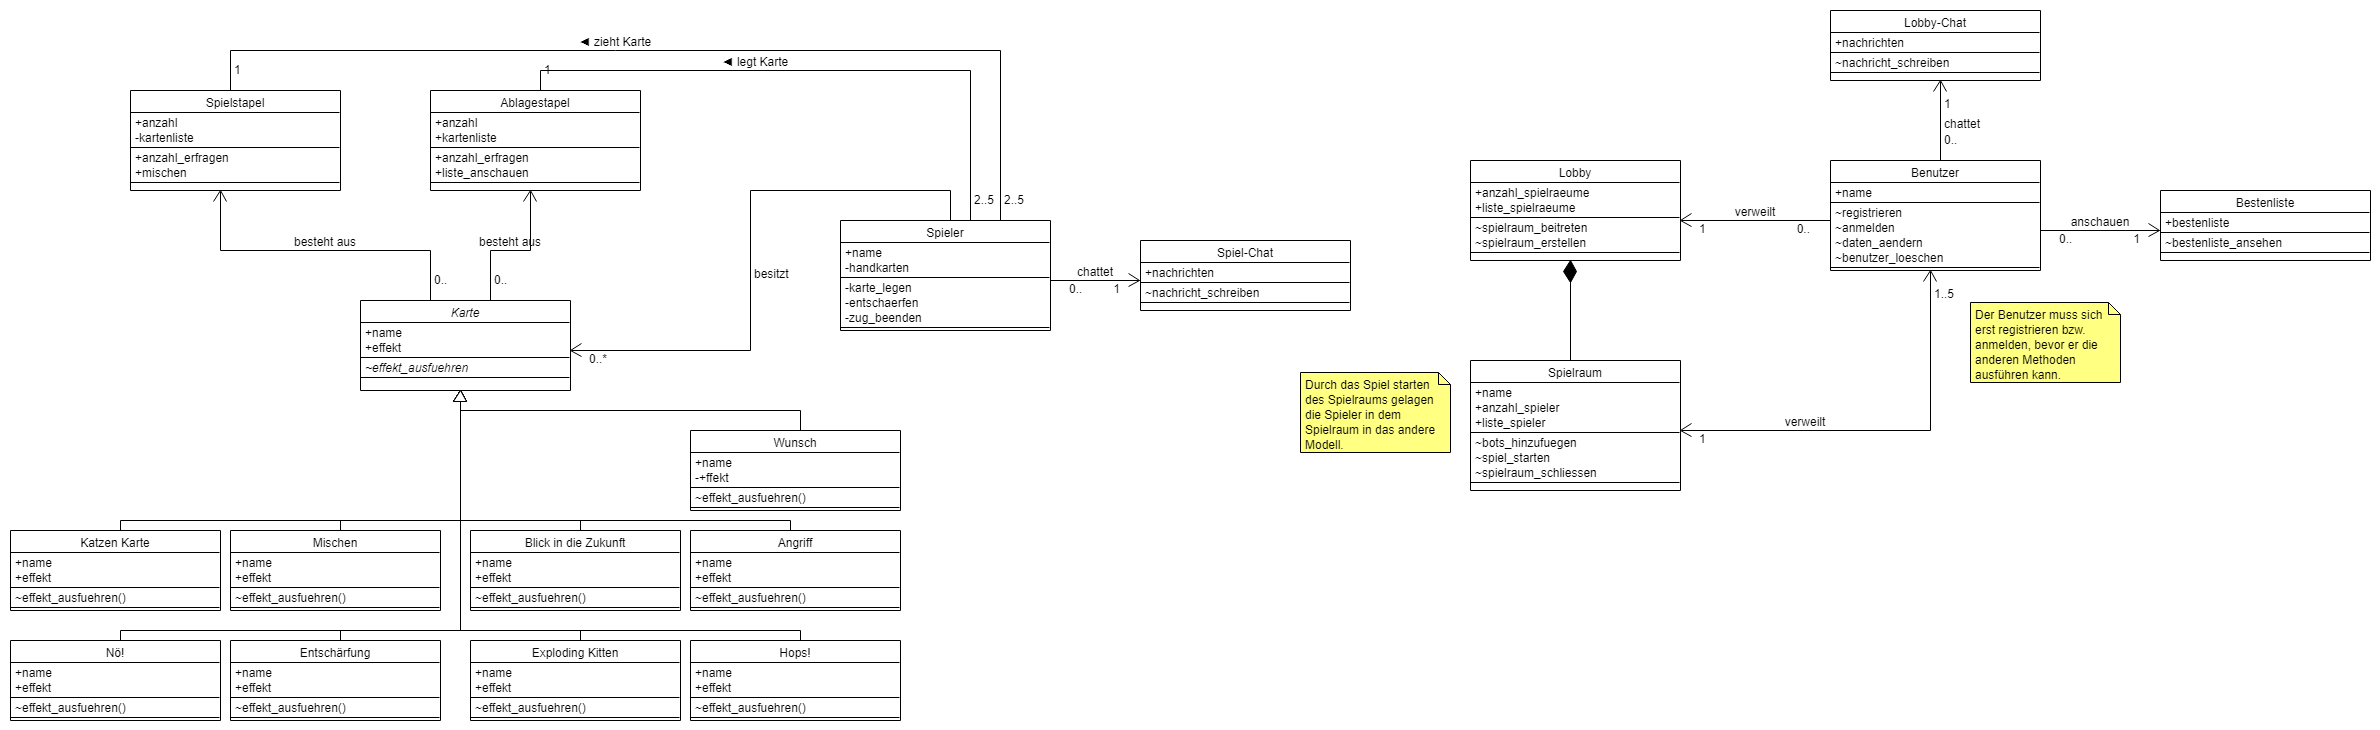 ◄ zieht Karte
◄ legt Karte
1
1
Spielstapel
+anzahl
-kartenliste
+anzahl_erfragen
+mischen
Ablagestapel
+anzahl
+kartenliste
+anzahl_erfragen
+liste_anschauen
2..5
2..5
besteht aus
besteht aus
0..
0..
besitzt
0..*
Spieler
+name
-handkarten
-karte_legen
-entschaerfen
-zug_beenden
chattet
0..
1
Spiel-Chat
+nachrichten
~nachricht_schreiben
Karte
+name
+effekt
~effekt_ausfuehren
Wunsch
+name
-+ffekt
~effekt_ausfuehren()
Katzen Karte
+name
+effekt
~effekt_ausfuehren()
Mischen
+name
+effekt
~effekt_ausfuehren()
Blick in die Zukunft
+name
+effekt
~effekt_ausfuehren()
Angriff
+name
+effekt
~effekt_ausfuehren()
Nö!
+name
+effekt
~effekt_ausfuehren()
Entschärfung
+name
+effekt
~effekt_ausfuehren()
Exploding Kitten
+name
+effekt
~effekt_ausfuehren()
Hops!
+name
+effekt
~effekt_ausfuehren()
Lobby-Chat
+nachrichten
~nachricht_schreiben
1
chattet
0..
Lobby
+anzahl_spielraeume
+liste_spielraeume
~spielraum_beitreten
~spielraum_erstellen
verweilt
1
0..
Benutzer
+name
~registrieren
~anmelden
~daten_aendern
~benutzer_loeschen
anschauen
0..
1
Bestenliste
+bestenliste
~bestenliste_ansehen
1..5
Der Benutzer muss sich
erst registrieren bzw.
anmelden, bevor er die
anderen Methoden
ausführen kann.
Durch das Spiel starten
des Spielraums gelagen
die Spieler in dem
Spielraum in das andere
Modell.
Spielraum
+name
+anzahl_spieler
+liste_spieler
~bots_hinzufuegen
~spiel_starten
~spielraum_schliessen
verweilt
1